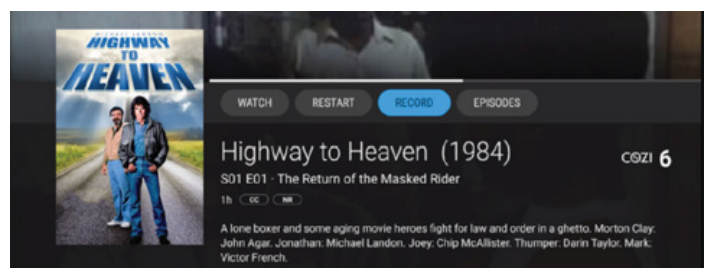 MICHAEL LANDON
HIGHWAY
TO
HEAVEN
WATCH
RESTART
RECORD
EPISODES
Highway to Heaven (1984)
COZI 6
S01 E01 · The Return of the Masked Rider
1h CC NR
A lone boxer and some aging movie heroes fight for law and order in a ghetto. Morton Clay:
John Agar. Jonathan: Michael Landon. Joey: Chip McAllister. Thumper: Darin Taylor. Mark:
Victor French.